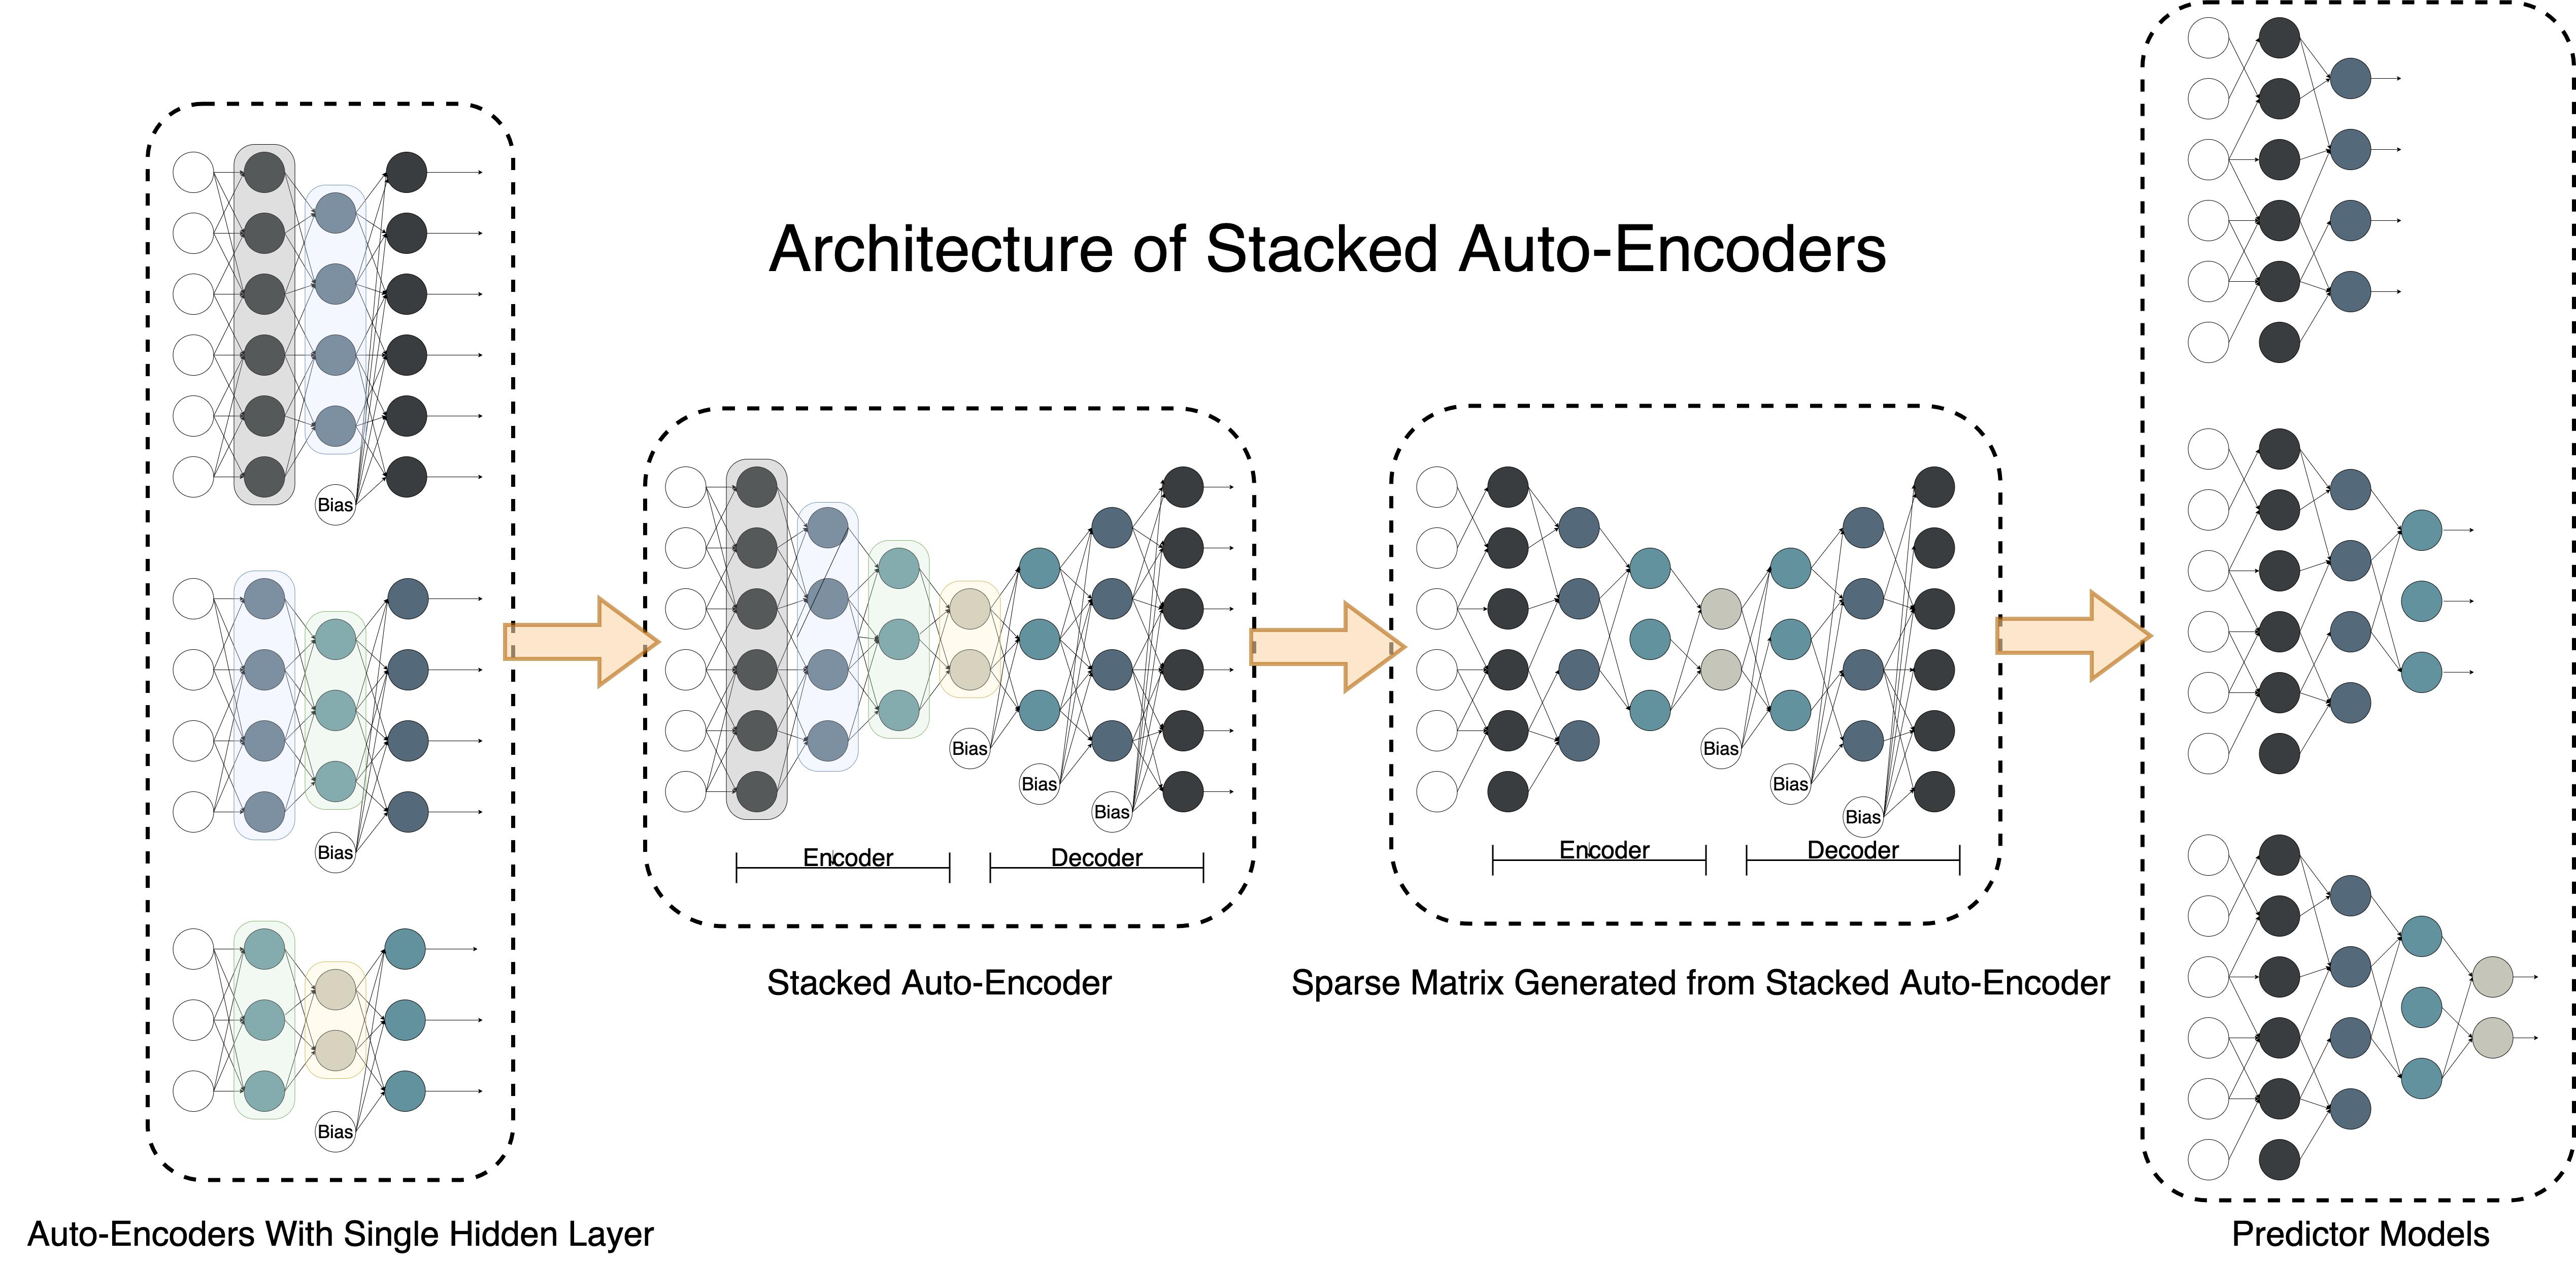 Architecture of Stacked Auto-Encoders
Bias
Bias
Bias
Auto-Encoders With Single Hidden Layer
Bias
Bias
Bias
Encoder
Decoder
Stacked Auto-Encoder
Bias
Bias
Bias
Encoder
Decoder
Sparse Matrix Generated from Stacked Auto-Encoder
Predictor Models